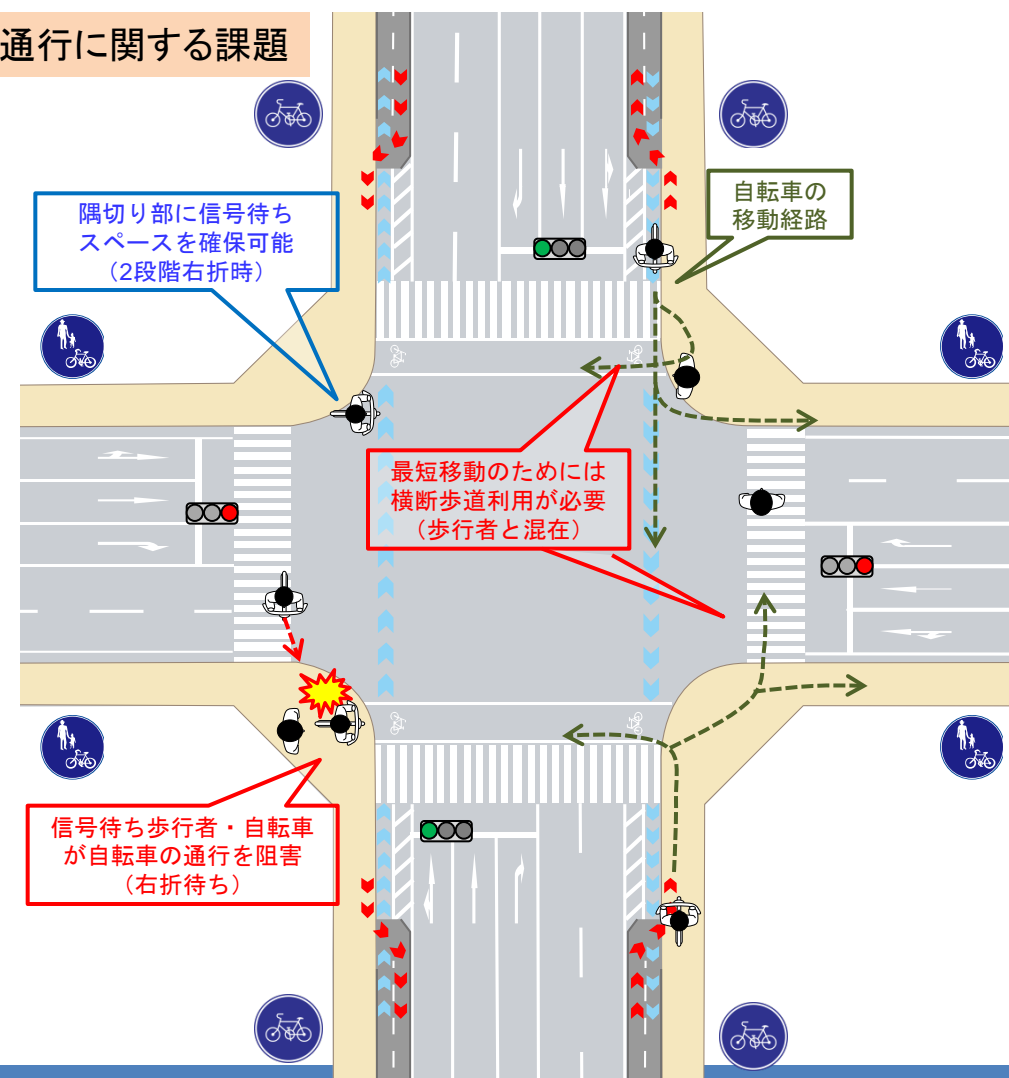 通行に関する課題
自転車の
移動経路
隅切り部に信号待ち
スペースを確保可能
（2段階右折時）
最短移動のためには
横断歩道利用が必要
（歩行者と混在）
信号待ち歩行者・自転車
が自転車の通行を阻害
（右折待ち）